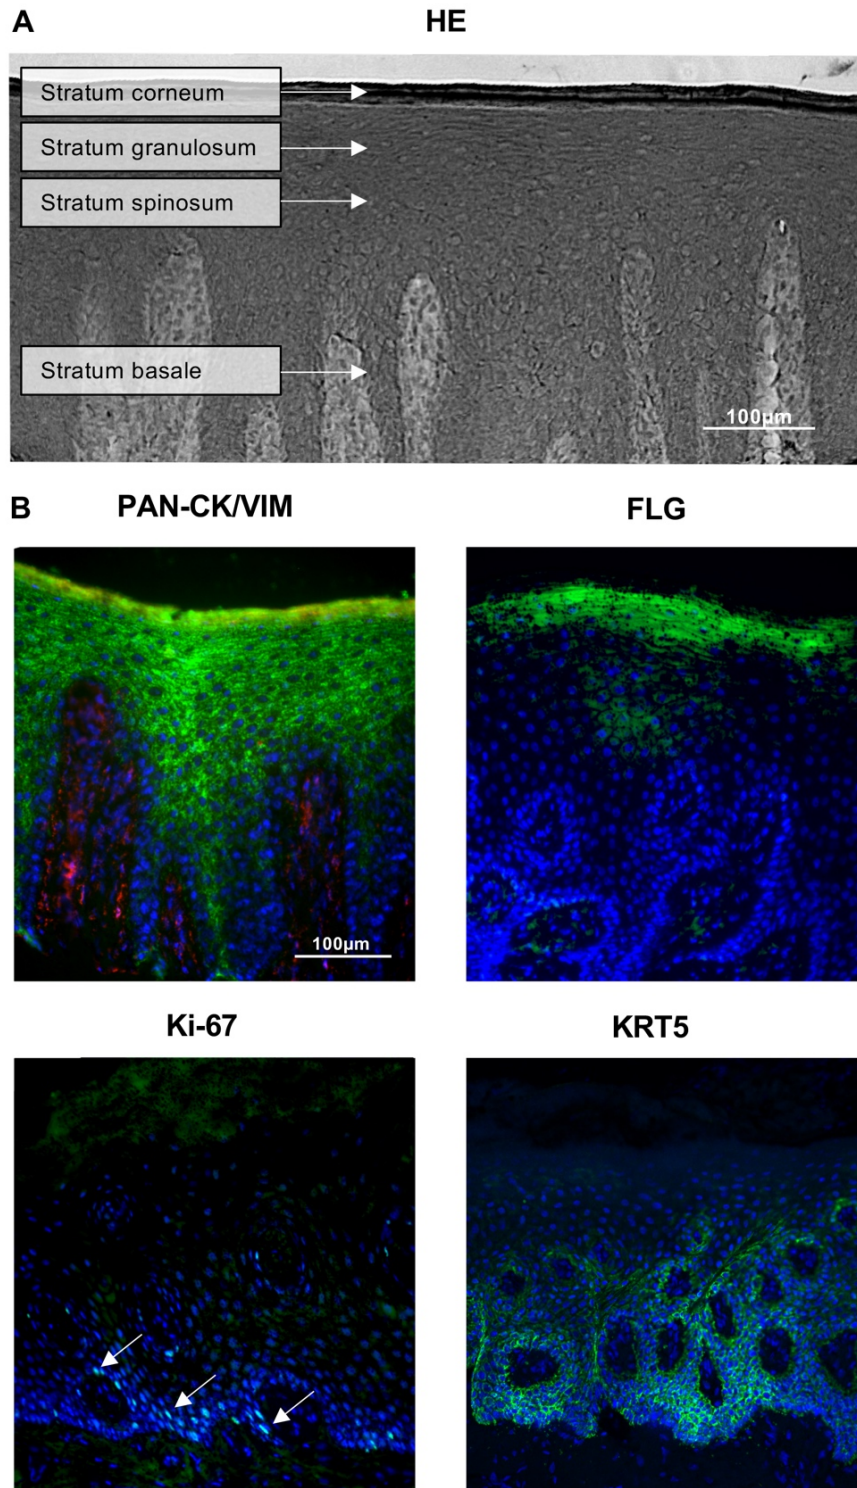 A
HE
Stratum corneum
Stratum granulosum
Stratum spinosum
Stratum basale
100µm
B
PAN-CK/VIM
FLG
100µm
Ki-67
KRT5